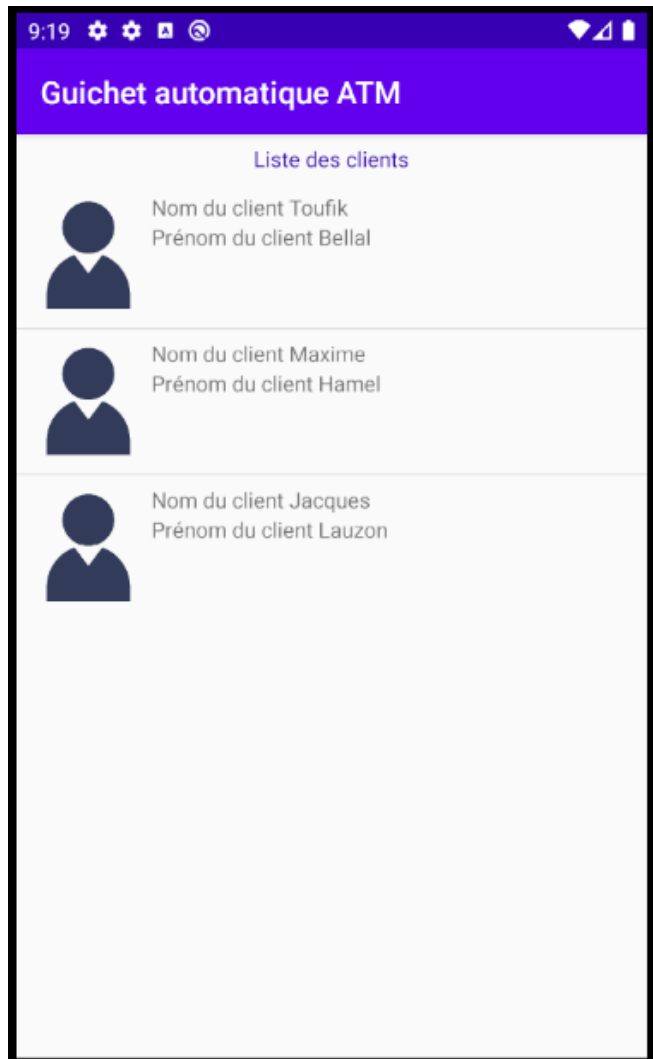 9:19
Guichet automatique ATM
Liste des clients
Nom du client Toufik
Prénom du client Bellal
Nom du client Maxime
Prénom du client Hamel
Nom du client Jacques
Prénom du client Lauzon